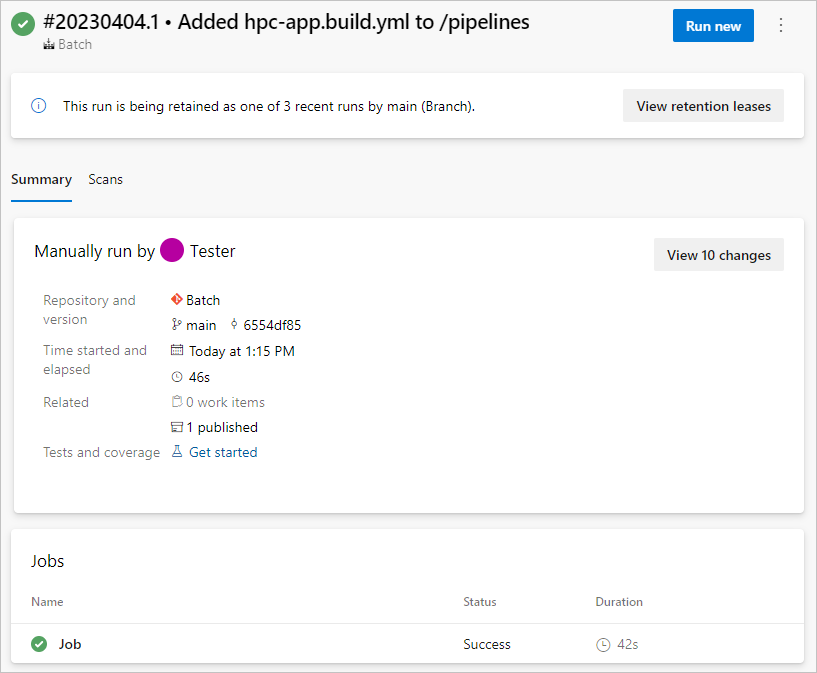 #20230404.1 • Added hpc-app.build.yml to /pipelines
Batch
Run new
This run is being retained as one of 3 recent runs by main (Branch).
View retention leases
Summary
Scans
Manually run by Tester
View 10 changes
Repository and version
Batch
main 6554df85
Time started and elapsed
Today at 1:15 PM
46s
Related
0 work items
1 published
Tests and coverage
Get started
Jobs
Name Status Duration
Job Success 42s